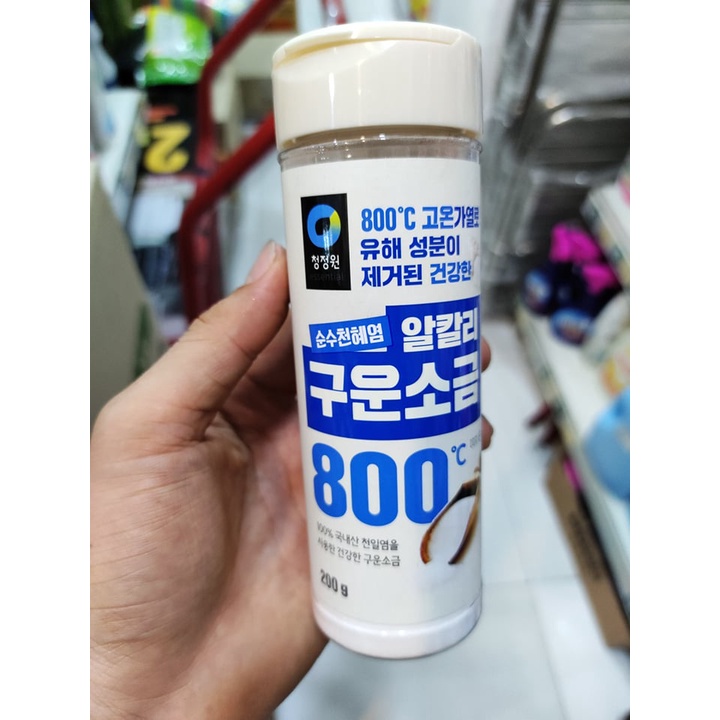 청정원
800℃ 고온가열로
유해 성분이
제거된 건강한
순수천혜염 알칼리
구운소금
800℃
100% 국내산 천일염을
사용한 건강한 구운소금
200g
2